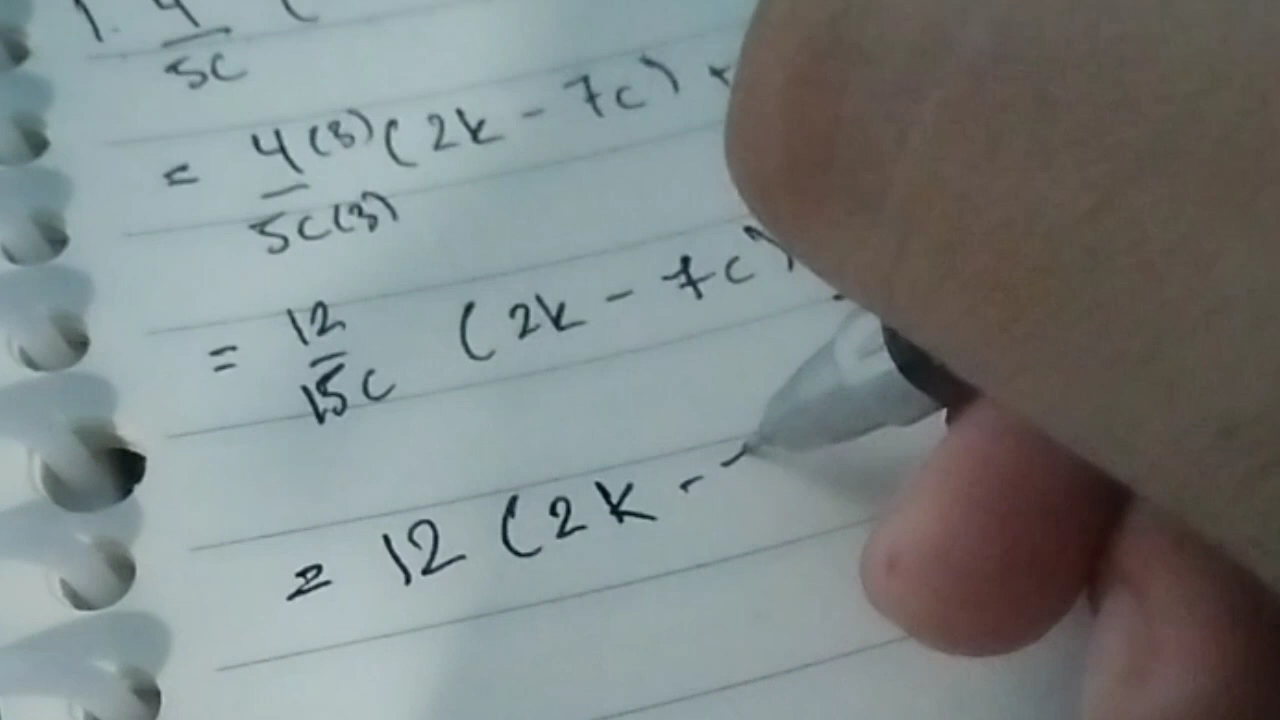 1. 4 (
5c
= 4(3)(2k - 7c) +
5c(3)
= 12 (2k - 7c)
15c
= 12 (2k -